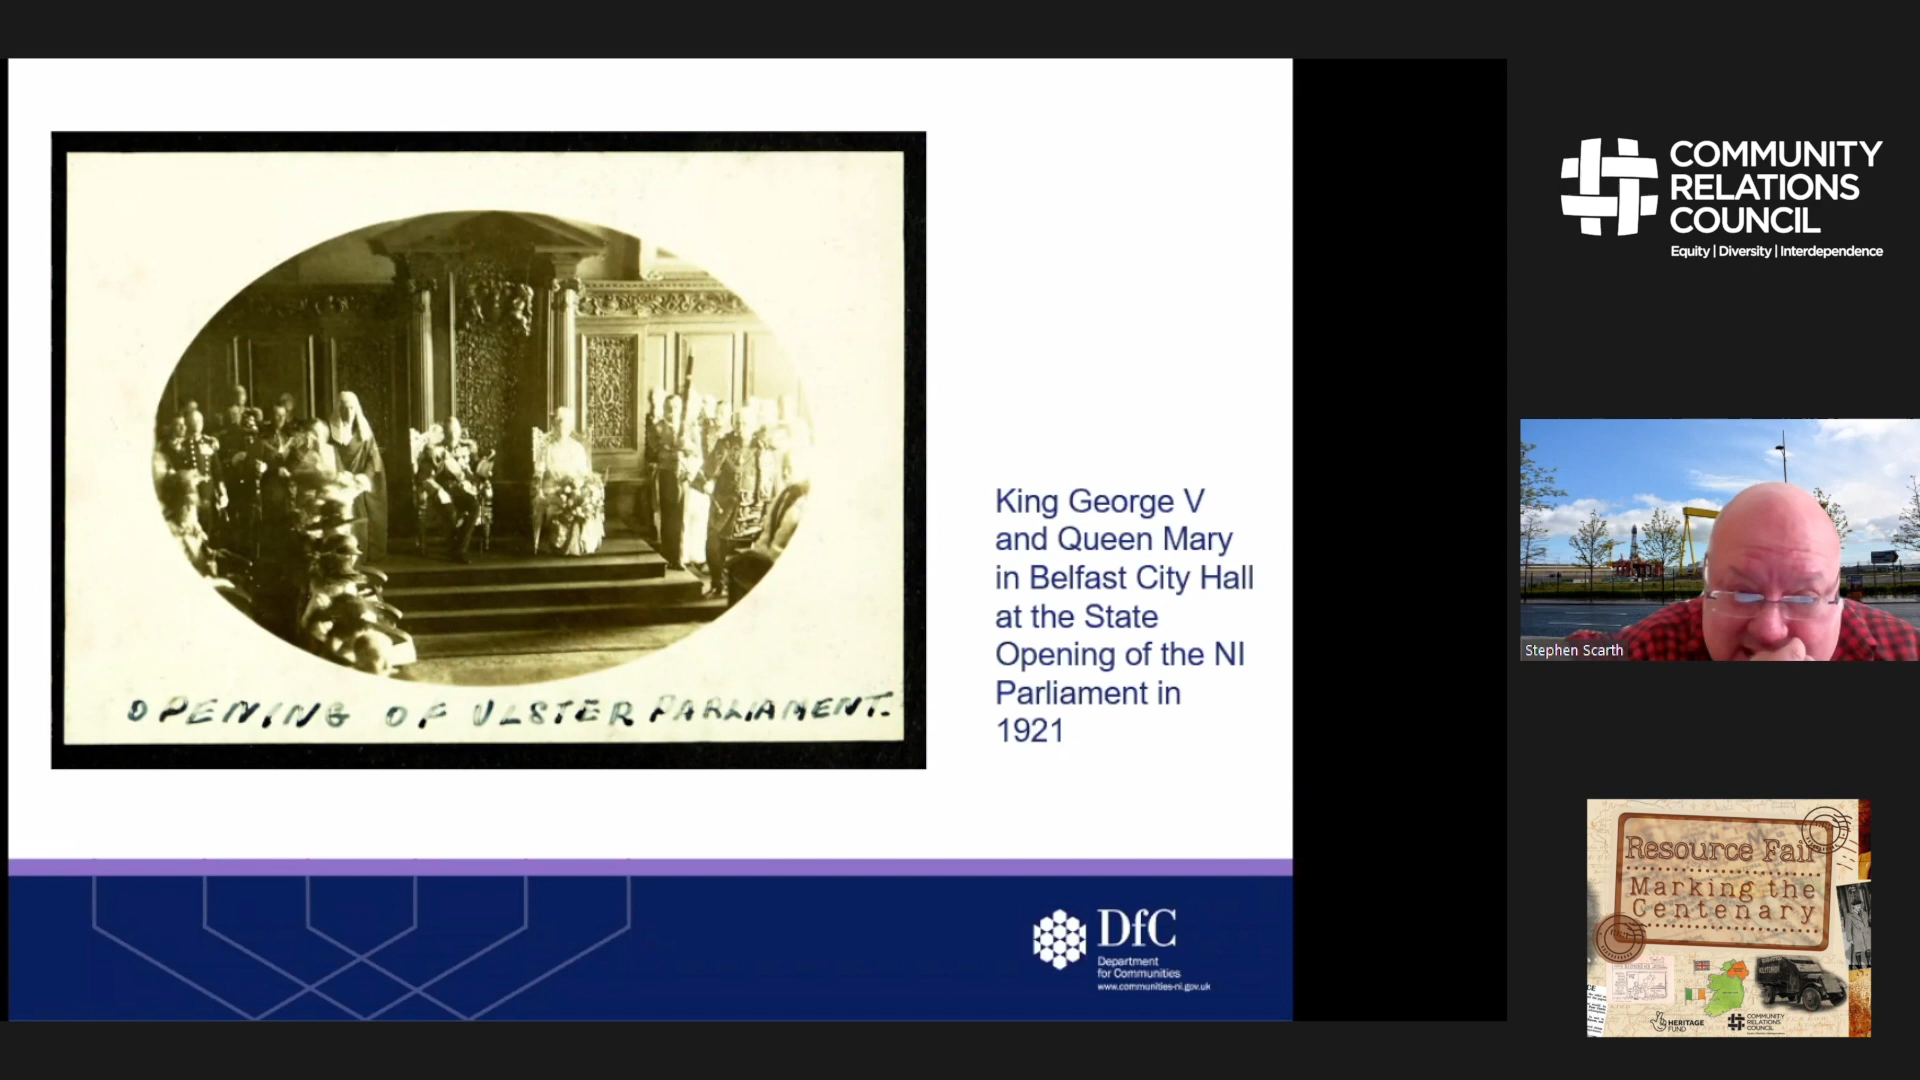 OPENING OF ULSTER PARLIAMENT.
King George V
and Queen Mary
in Belfast City Hall
at the State
Opening of the NI
Parliament in
1921
DfC
Department
for Communities
www.communities-ni.gov.uk
COMMUNITY
RELATIONS
COUNCIL
Equity | Diversity | Interdependence
Stephen Scarth
Resource Fair
Marking the
Centenary
HERITAGE
FUND
COMMUNITY
RELATIONS
COUNCIL